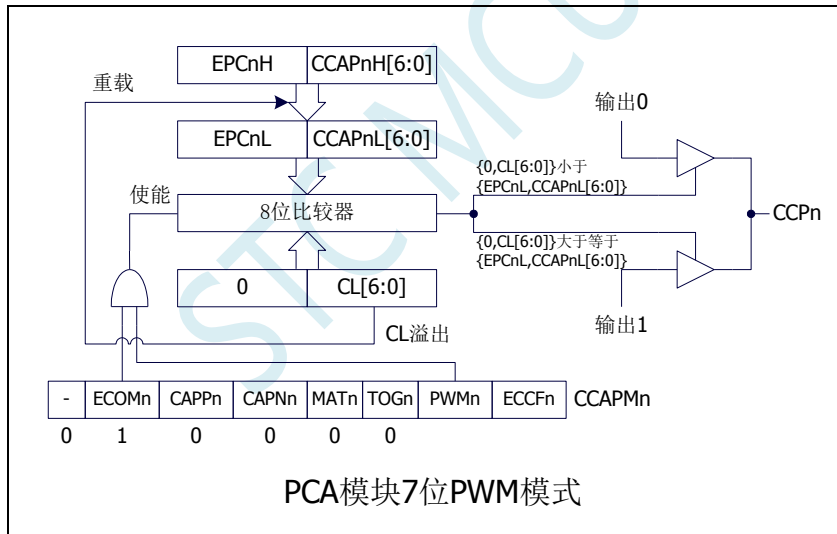 EPCnH CCAPnH[6:0]
重载
输出0
EPCnL CCAPnL[6:0]
{0,CL[6:0]}小于
{EPCnL,CCAPnL[6:0]}
使能
8位比较器
CCPn
{0,CL[6:0]}大于等于
{EPCnL,CCAPnL[6:0]}
0 CL[6:0]
CL溢出
输出1
- ECOMn CAPPn CAPNn MATn TOGn PWMn ECCFn CCAPMn
0 1 0 0 0 0
PCA模块7位PWM模式
STC MCU